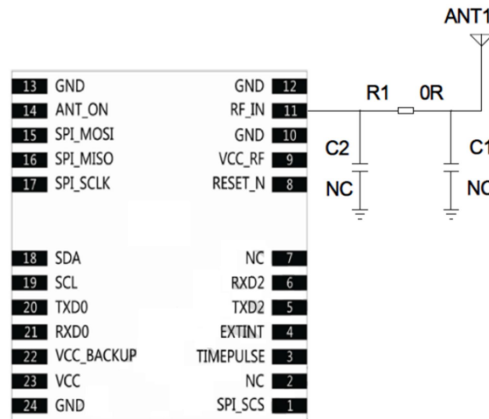 ANT1
13 GND GND 12
14 ANT_ON RF_IN 11 R1 0R
15 SPI_MOSI GND 10
16 SPI_MISO VCC_RF 9 C2 C1
17 SPI_SCLK RESET_N 8 NC NC
18 SDA NC 7
19 SCL RXD2 6
20 TXD0 TXD2 5
21 RXD0 EXTINT 4
22 VCC_BACKUP TIMEPULSE 3
23 VCC NC 2
24 GND SPI_SCS 1